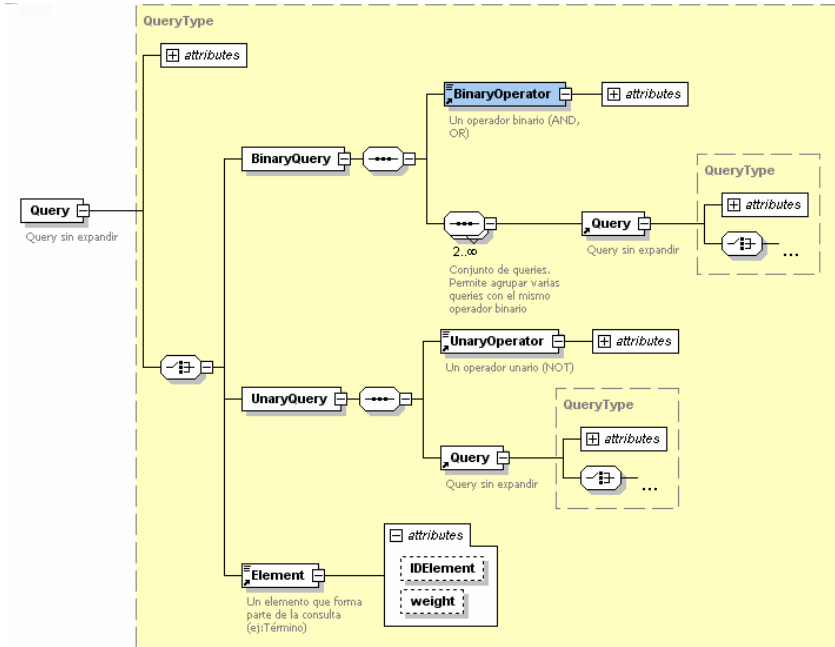 QueryType
attributes
BinaryOperator
attributes
Un operador binario (AND,
OR)
BinaryQuery
QueryType
attributes
Query
Query sin expandir
Query
Query sin expandir
...
2..∞
Conjunto de queries.
Permite agrupar varias
queries con el mismo
operador binario
UnaryOperator
attributes
Un operador unario (NOT)
UnaryQuery
QueryType
attributes
Query
Query sin expandir
...
attributes
IDElement
weight
Element
Un elemento que forma
parte de la consulta
(ej:Término)